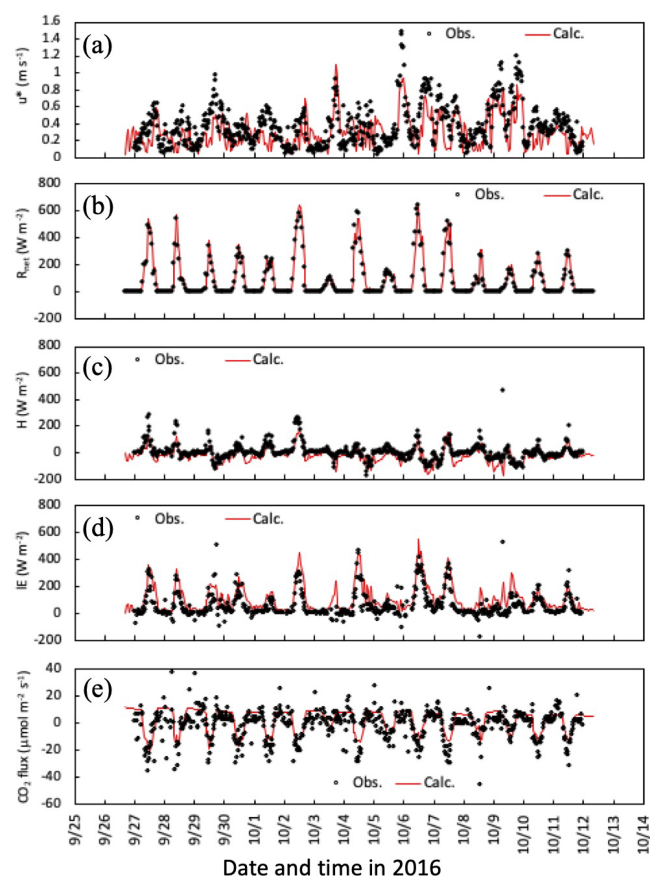 (a)
Obs. Calc.
u* (m s-1)
1.6
1.4
1.2
1
0.8
0.6
0.4
0.2
0
(b)
Obs. Calc.
Rnet (W m-2)
800
600
400
200
0
-200
(c)
Obs. Calc.
H (W m-2)
800
600
400
200
0
-200
(d)
Obs. Calc.
lE (W m-2)
800
600
400
200
0
-200
(e)
CO2 flux (μmol m-2 s-1)
40
20
0
-20
-40
-60
Obs. Calc.
9/25 9/26 9/27 9/28 9/29 9/30 10/1 10/2 10/3 10/4 10/5 10/6 10/7 10/8 10/9 10/10 10/11 10/12 10/13 10/14
Date and time in 2016